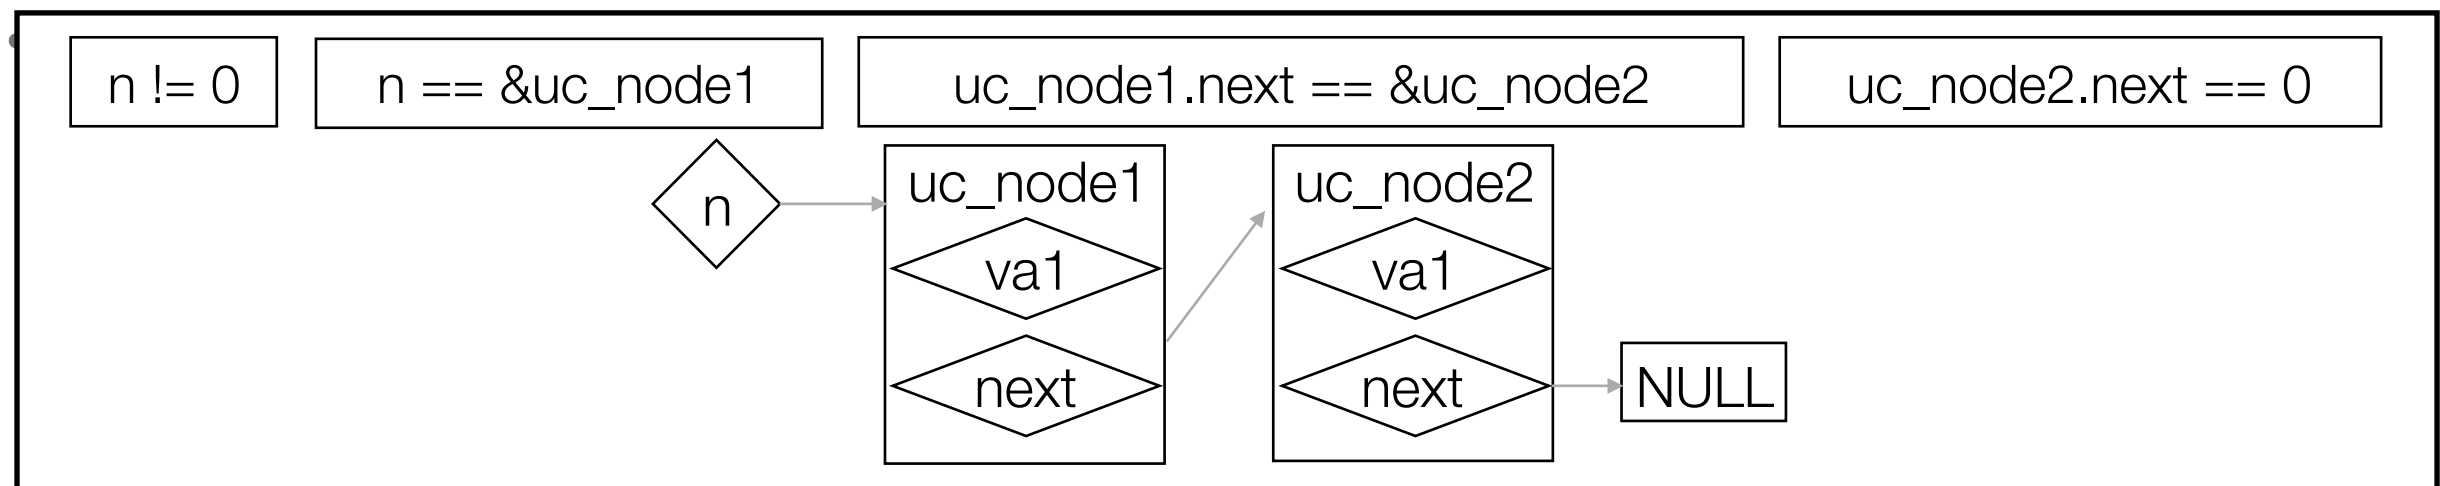 n != 0
n == &uc_node1
uc_node1.next == &uc_node2
uc_node2.next == 0
n
uc_node1
va1
next
uc_node2
va1
next
NULL